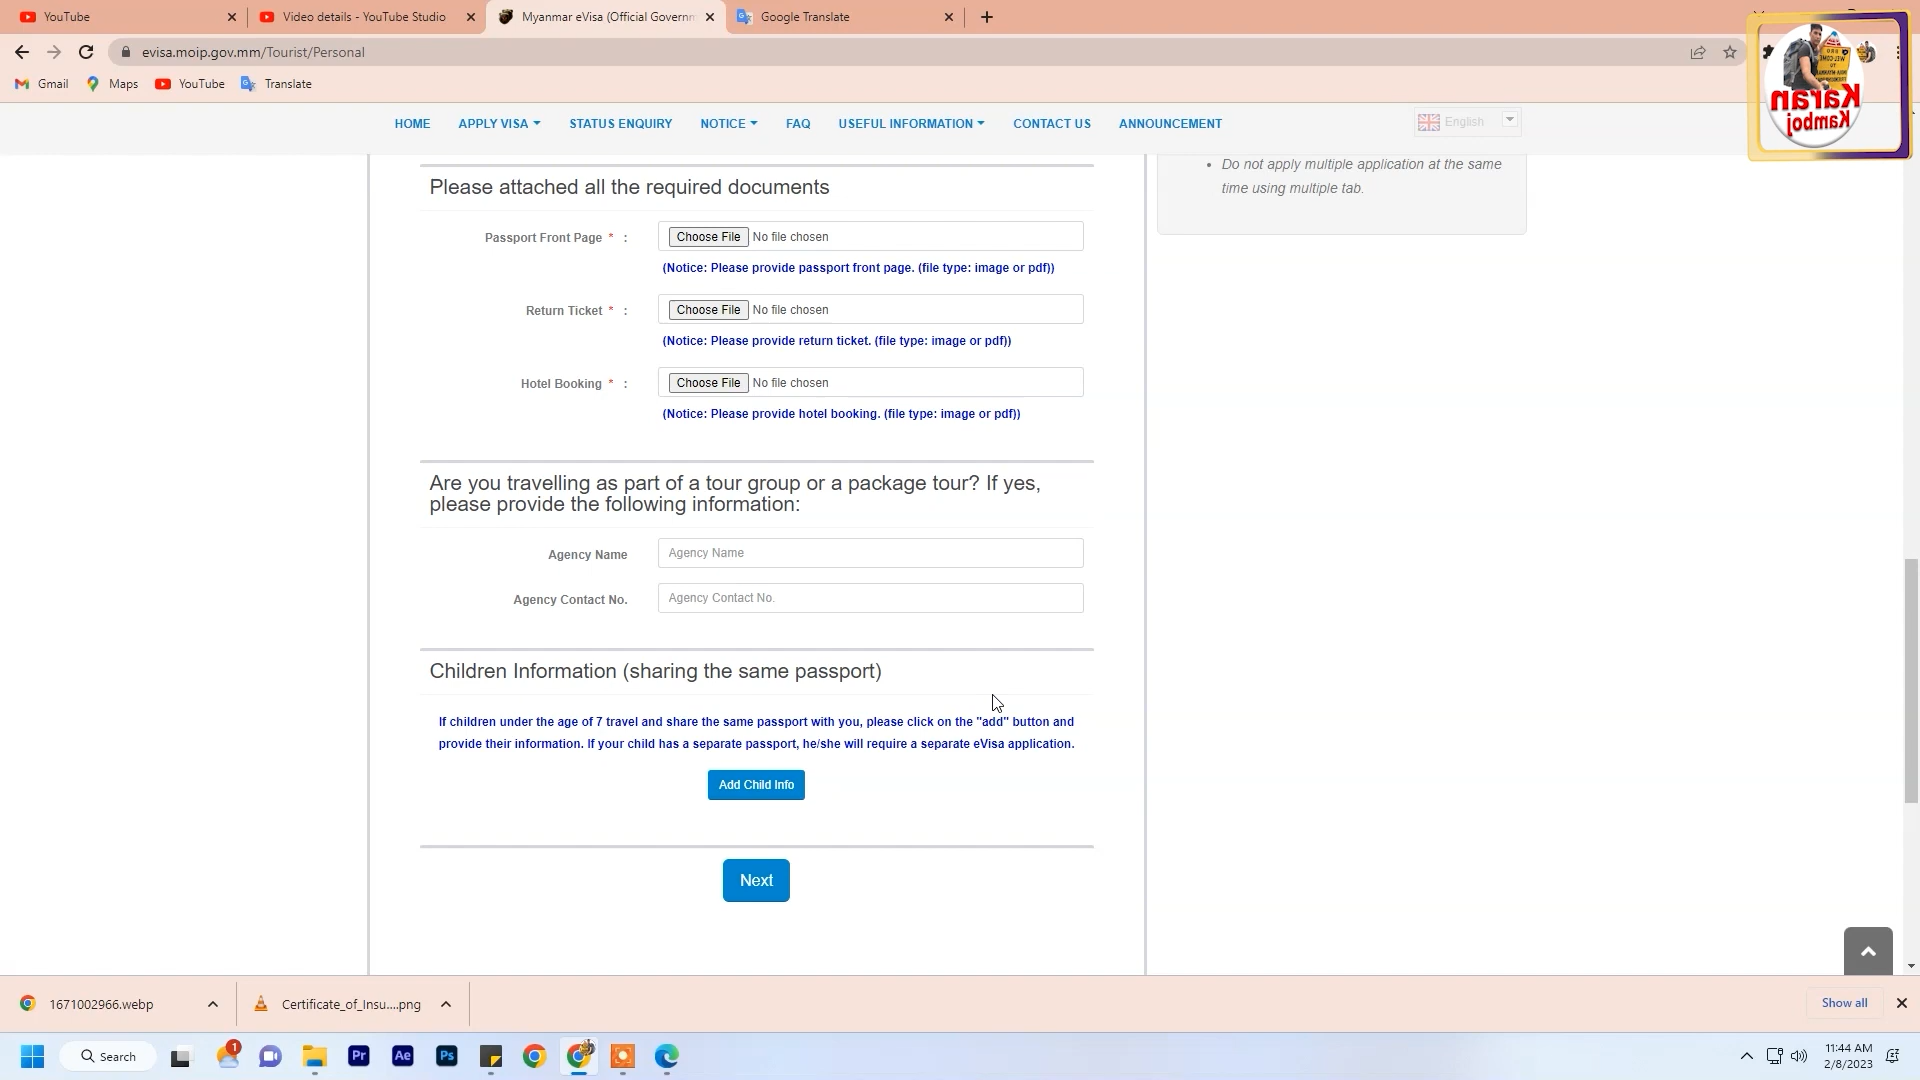 YouTube
Video details - YouTube Studio
Myanmar eVisa (Official Governm
Google Translate
evisa.moip.gov.mm/Tourist/Personal
Gmail
Maps
YouTube
Translate
HOME
APPLY VISA
STATUS ENQUIRY
NOTICE
FAQ
USEFUL INFORMATION
CONTACT US
ANNOUNCEMENT
English
Karan
Kamboj
• Do not apply multiple application at the same
time using multiple tab.
Please attached all the required documents
Passport Front Page * :
Choose File No file chosen
(Notice: Please provide passport front page. (file type: image or pdf))
Return Ticket * :
Choose File No file chosen
(Notice: Please provide return ticket. (file type: image or pdf))
Hotel Booking * :
Choose File No file chosen
(Notice: Please provide hotel booking. (file type: image or pdf))
Are you travelling as part of a tour group or a package tour? If yes,
please provide the following information:
Agency Name
Agency Name
Agency Contact No.
Agency Contact No.
Children Information (sharing the same passport)
If children under the age of 7 travel and share the same passport with you, please click on the "add" button and
provide their information. If your child has a separate passport, he/she will require a separate eVisa application.
Add Child Info
Next
1671002966.webp
Certificate_of_Insu....png
Show all
Search
1
Pr
Ae
Ps
11:44 AM
2/8/2023